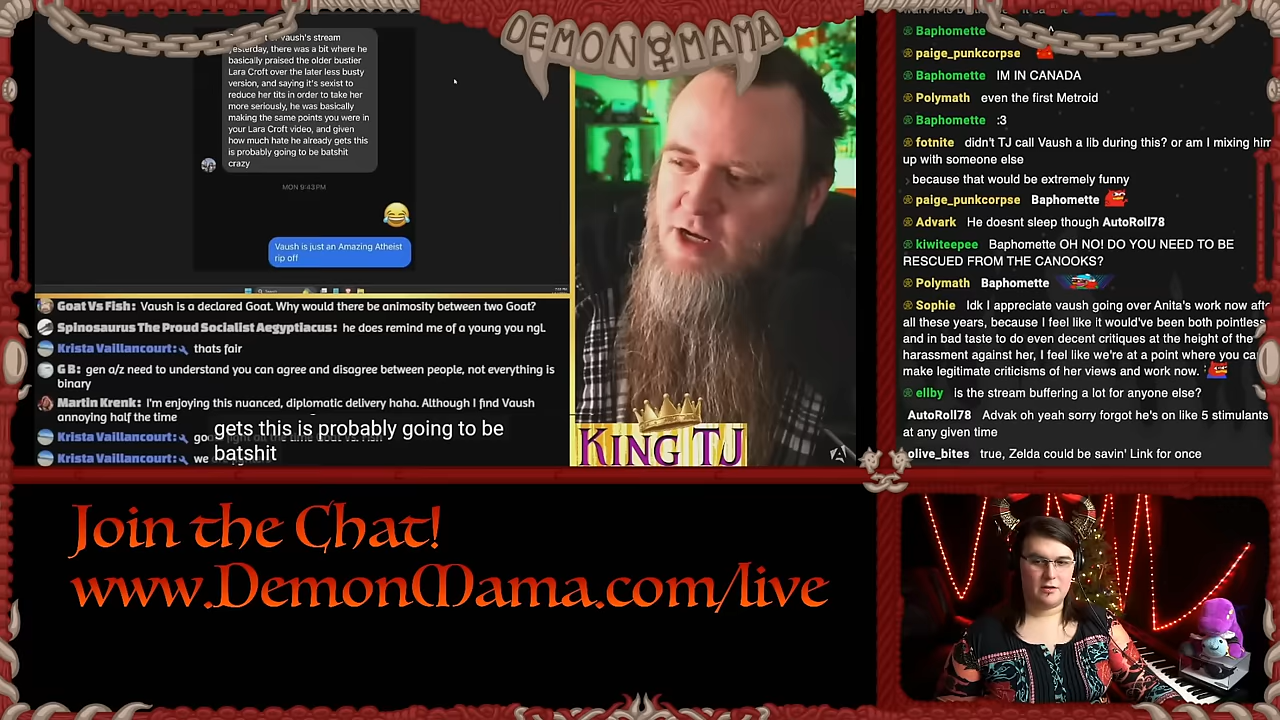 DEMON MAMA
Vaush's stream
yesterday, there was a bit where he
basically praised the older bustier
Lara Croft over the later less busty
version, and saying it's sexist to
reduce her tits in order to take her
more seriously, he was basically
making the same points you were in
your Lara Croft video, and given
how much hate he already gets this
is probably going to be batshit
crazy
MON 9:43PM
Vaush is just an Amazing Atheist
rip off
Goat Vs Fish: Vaush is a declared Goat. Why would there be animosity between two Goat?
Spinosaurus The Proud Socialist Aegyptiacus: he does remind me of a young you ngl.
Krista Vaillancourt: thats fair
G B: gen a/z need to understand you can agree and disagree between people, not everything is
binary
Martin Krenk: I'm enjoying this nuanced, diplomatic delivery haha. Although I find Vaush
annoying half the time
Krista Vaillancourt:
Krista Vaillancourt: we
gets this is probably going to be
batshit
KING TJ
Baphomette
paige_punkcorpse
Baphomette IM IN CANADA
Polymath even the first Metroid
Baphomette :3
fotnite didn't TJ call Vaush a lib during this? or am I mixing him
up with someone else
because that would be extremely funny
paige_punkcorpse Baphomette
Advark He doesnt sleep though AutoRoll78
kiwiteepee Baphomette OH NO! DO YOU NEED TO BE
RESCUED FROM THE CANOOKS?
Polymath Baphomette
Sophie Idk I appreciate vaush going over Anita's work now afte
all these years, because I feel like it would've been both pointless
and in bad taste to do even decent critiques at the height of the
harassment against her, I feel like we're at a point where you ca
make legitimate criticisms of her views and work now.
ellby is the stream buffering a lot for anyone else?
AutoRoll78 Advak oh yeah sorry forgot he's on like 5 stimulants
at any given time
olive_bites true, Zelda could be savin' Link for once
Join the Chat!
www.DemonMama.com/live